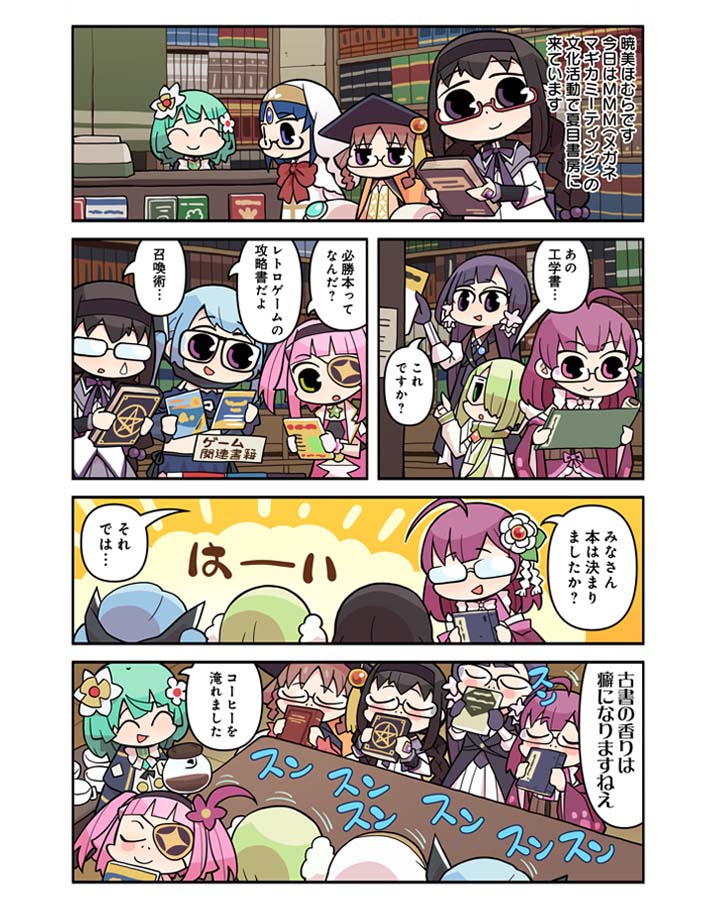 暁美ほむらです
今日はMMM(メガネ
マギカミーティング)の
文化活動で夏目書房に
来ています
あの
工学書…
これ
ですか?
必勝本って
なんだ?
レトロゲームの
攻略書だよ
召喚術…
ゲーム
関連書籍
みなさん
本は決まり
ましたか?
はーい
それ
では…
古書の香りは
癖になりますねえ
コーヒーを
淹れました
スン
スン
スン
スン
スン
スン
スン